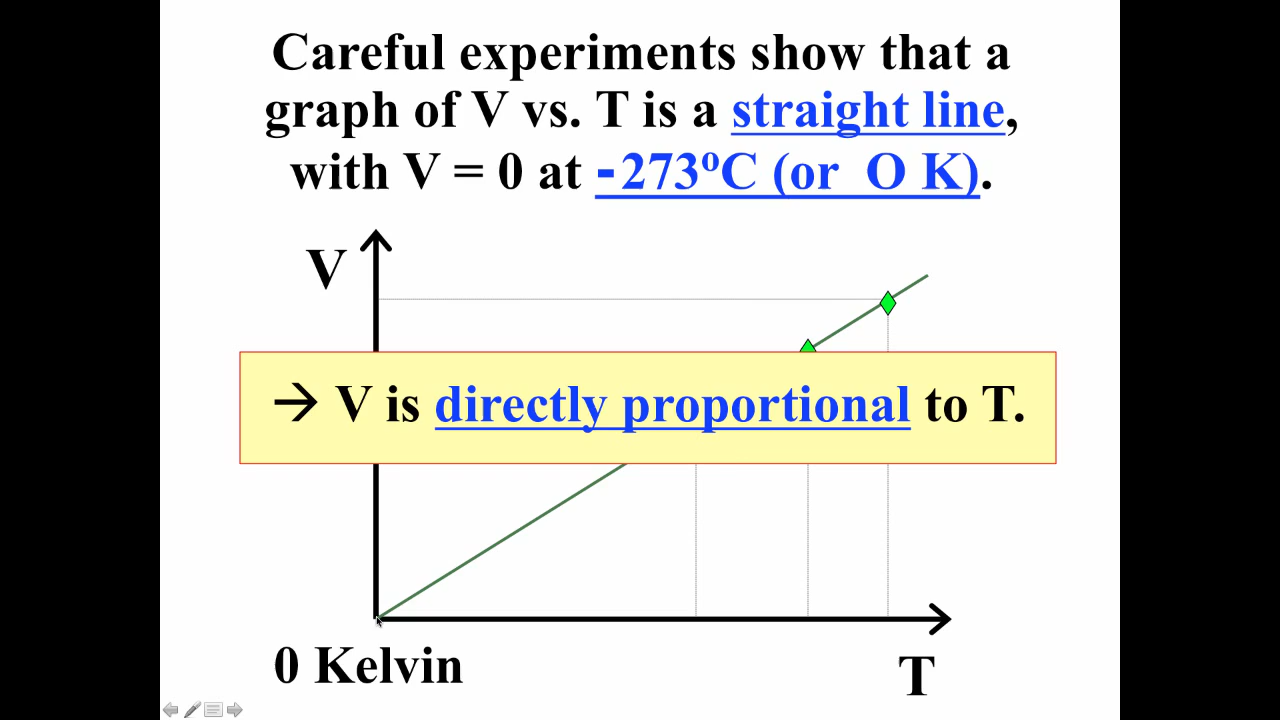 Careful experiments show that a
graph of V vs. T is a straight line,
with V = 0 at -273ºC (or O K).
V
→ V is directly proportional to T.
0 Kelvin
T